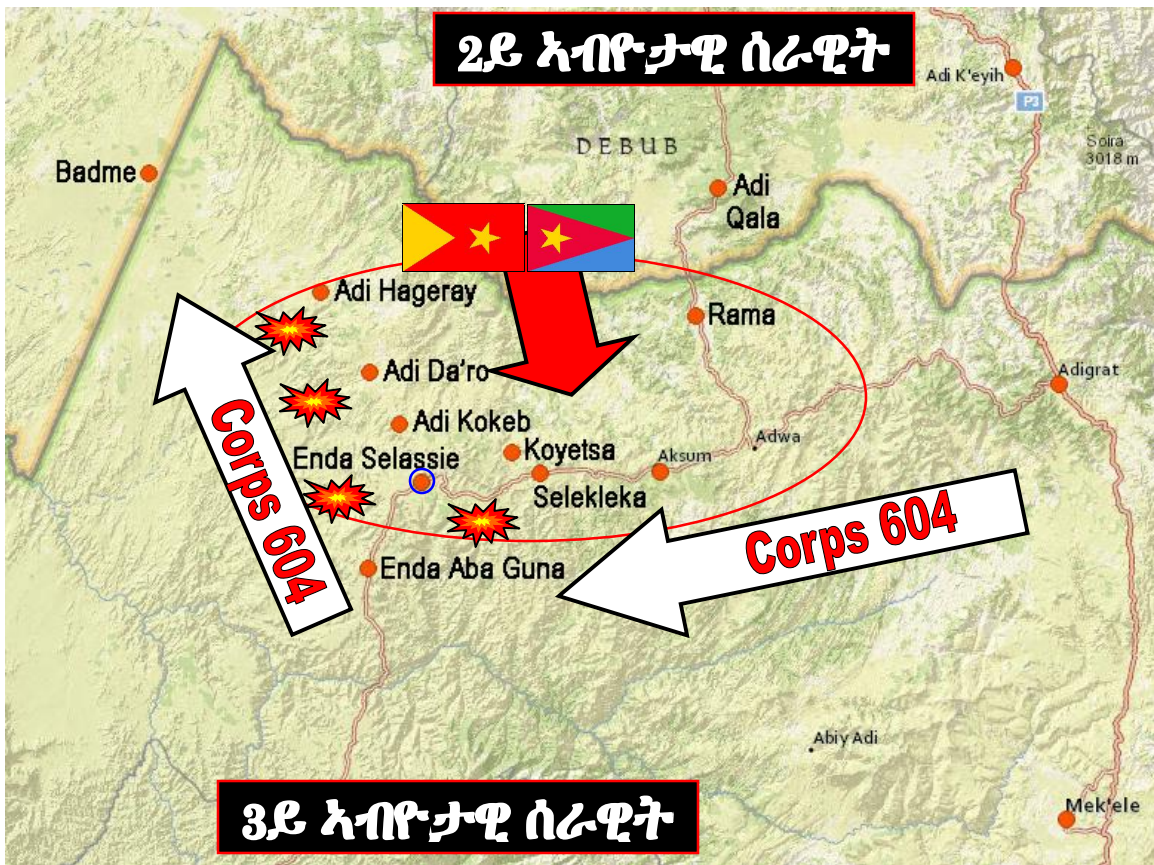 2ይ ኣብዮታዊ ሰራዊት
Adi K'eyih
P3
Soira
3018 m
DEBUB
Badme
Adi
Qala
Adi Hageray
Rama
Adi Da'ro
Adigrat
Adi Kokeb
Koyetsa
Adwa
Enda Selassie
Aksum
Selekleka
Corps 604
Corps 604
Enda Aba Guna
Abiy Adi
3ይ ኣብዮታዊ ሰራዊት
Mek'ele